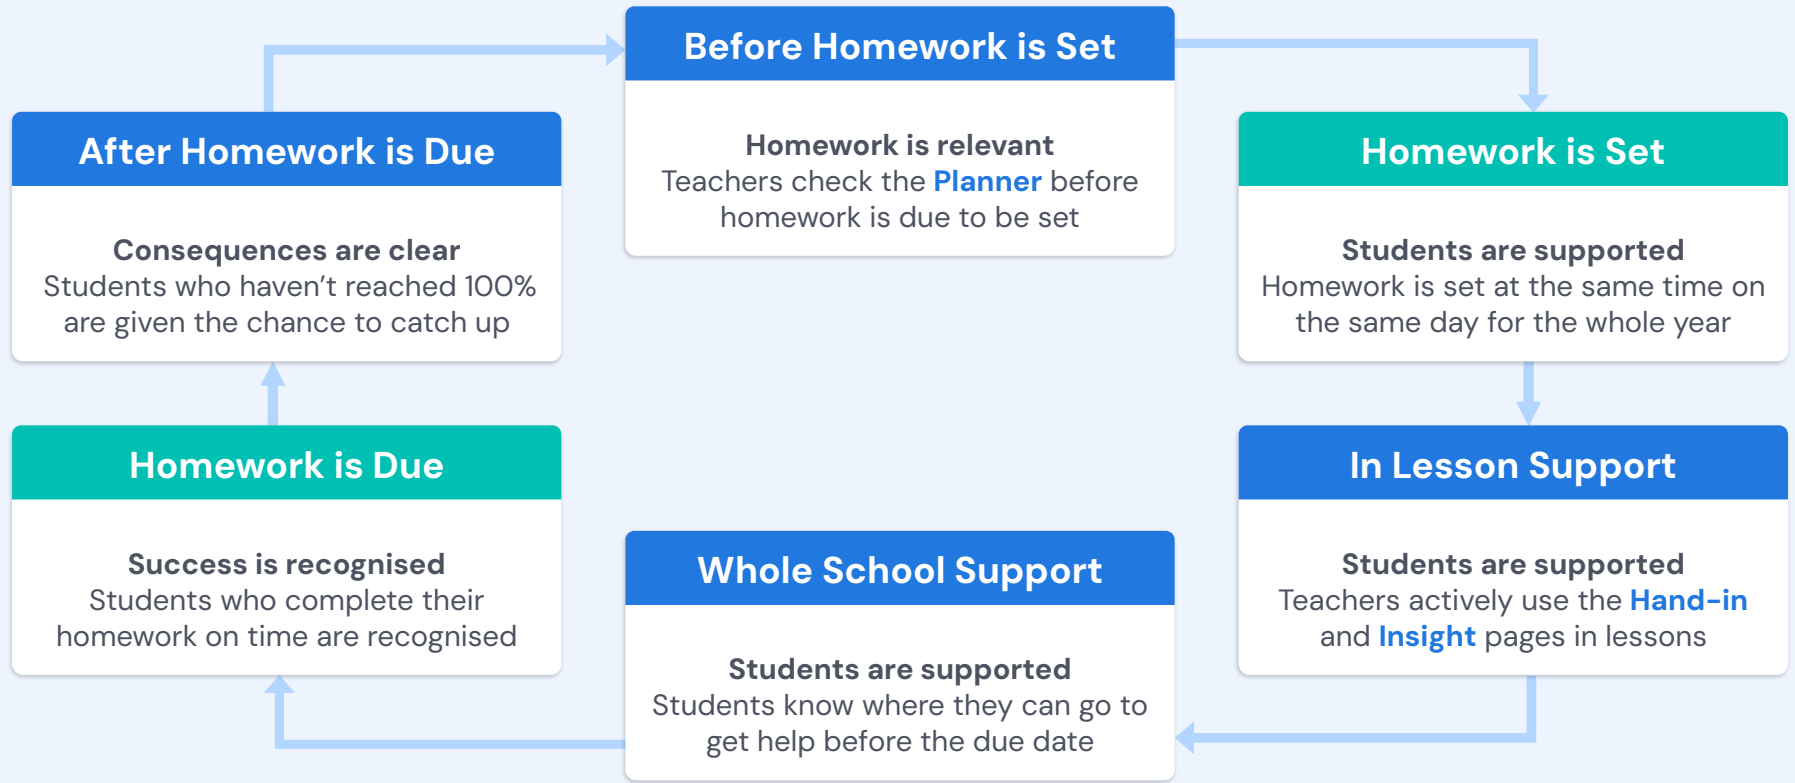 Before Homework is Set
Homework is relevant
Teachers check the Planner before
homework is due to be set
Homework is Set
Students are supported
Homework is set at the same time on
the same day for the whole year
In Lesson Support
Students are supported
Teachers actively use the Hand-in
and Insight pages in lessons
Whole School Support
Students are supported
Students know where they can go to
get help before the due date
Homework is Due
Success is recognised
Students who complete their
homework on time are recognised
After Homework is Due
Consequences are clear
Students who haven’t reached 100%
are given the chance to catch up